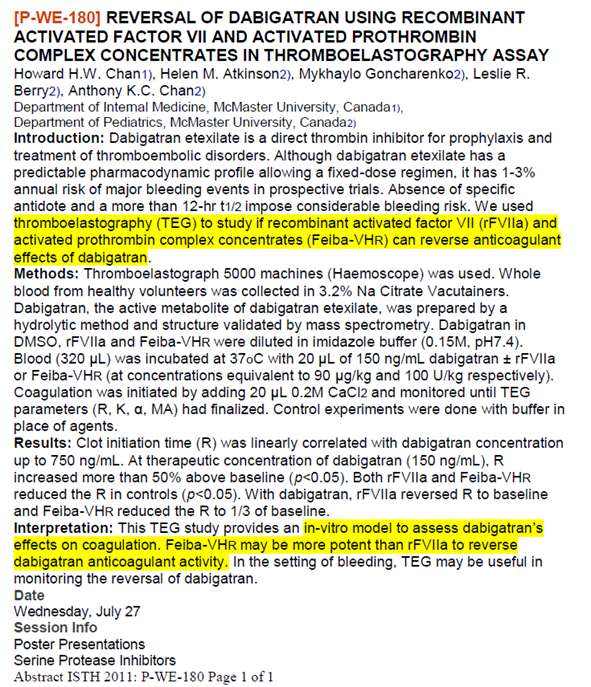 [P-WE-180] REVERSAL OF DABIGATRAN USING RECOMBINANT
ACTIVATED FACTOR VII AND ACTIVATED PROTHROMBIN
COMPLEX CONCENTRATES IN THROMBOELASTOGRAPHY ASSAY
Howard H.W. Chan1), Helen M. Atkinson2), Mykhaylo Goncharenko2), Leslie R.
Berry2), Anthony K.C. Chan2)
Department of Internal Medicine, McMaster University, Canada1),
Department of Pediatrics, McMaster University, Canada2)
Introduction: Dabigatran etexilate is a direct thrombin inhibitor for prophylaxis and
treatment of thromboembolic disorders. Although dabigatran etexilate has a
predictable pharmacodynamic profile allowing a fixed-dose regimen, it has 1-3%
annual risk of major bleeding events in prospective trials. Absence of specific
antidote and a more than 12-hr t1/2 impose considerable bleeding risk. We used
thromboelastography (TEG) to study if recombinant activated factor VII (rFVIIa) and
activated prothrombin complex concentrates (Feiba-VHR) can reverse anticoagulant
effects of dabigatran.
Methods: Thromboelastograph 5000 machines (Haemoscope) was used. Whole
blood from healthy volunteers was collected in 3.2% Na Citrate Vacutainers.
Dabigatran, the active metabolite of dabigatran etexilate, was prepared by a
hydrolytic method and structure validated by mass spectrometry. Dabigatran in
DMSO, rFVIIa and Feiba-VHR were diluted in imidazole buffer (0.15M, pH7.4).
Blood (320 µL) was incubated at 37oC with 20 µL of 150 ng/mL dabigatran ± rFVIIa
or Feiba-VHR (at concentrations equivalent to 90 µg/kg and 100 U/kg respectively).
Coagulation was initiated by adding 20 µL 0.2M CaCl2 and monitored until TEG
parameters (R, K, α, MA) had finalized. Control experiments were done with buffer in
place of agents.
Results: Clot initiation time (R) was linearly correlated with dabigatran concentration
up to 750 ng/mL. At therapeutic concentration of dabigatran (150 ng/mL), R
increased more than 50% above baseline (p<0.05). Both rFVIIa and Feiba-VHR
reduced the R in controls (p<0.05). With dabigatran, rFVIIa reversed R to baseline
and Feiba-VHR reduced the R to 1/3 of baseline.
Interpretation: This TEG study provides an in-vitro model to assess dabigatran's
effects on coagulation. Feiba-VHR may be more potent than rFVIIa to reverse
dabigatran anticoagulant activity. In the setting of bleeding, TEG may be useful in
monitoring the reversal of dabigatran.
Date
Wednesday, July 27
Session Info
Poster Presentations
Serine Protease Inhibitors
Abstract ISTH 2011: P-WE-180 Page 1 of 1